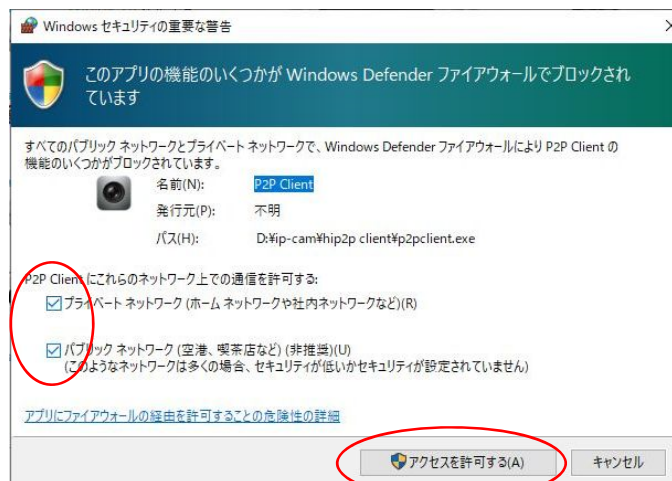 Windows セキュリティの重要な警告
このアプリの機能のいくつかが Windows Defender ファイアウォールでブロックされ
ています
すべてのパブリック ネットワークとプライベート ネットワークで、Windows Defender ファイアウォールにより P2P Client の
機能のいくつかがブロックされています。
名前(N): P2P Client
発行元(P): 不明
パス(H): D:¥ip-cam¥hip2p client¥p2pclient.exe
P2P Client にこれらのネットワーク上での通信を許可する:
プライベート ネットワーク (ホーム ネットワークや社内ネットワークなど)(R)
パブリック ネットワーク (空港、喫茶店など) (非推奨)(U)
(このようなネットワークは多くの場合、セキュリティが低いかセキュリティが設定されていません)
アプリにファイアウォールの経由を許可することの危険性の詳細
アクセスを許可する(A) キャンセル